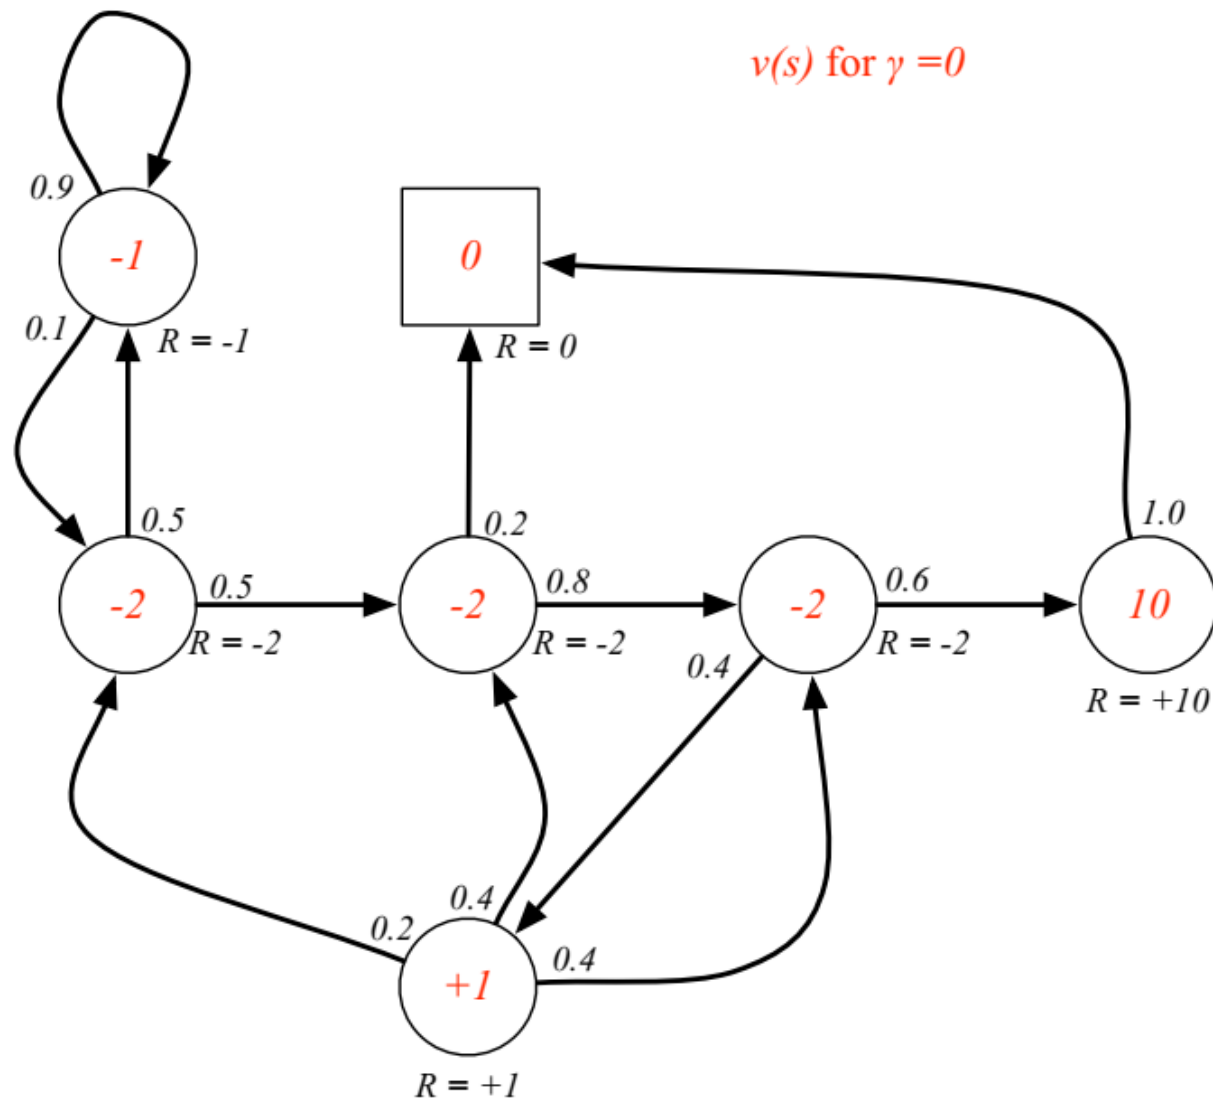 v(s) for γ =0
0.9
-1
0
0.1
R = -1
R = 0
0.5
0.2
1.0
-2
0.5
-2
0.8
-2
0.6
10
R = -2
R = -2
0.4
R = -2
R = +10
0.4
0.2
0.4
+1
R = +1